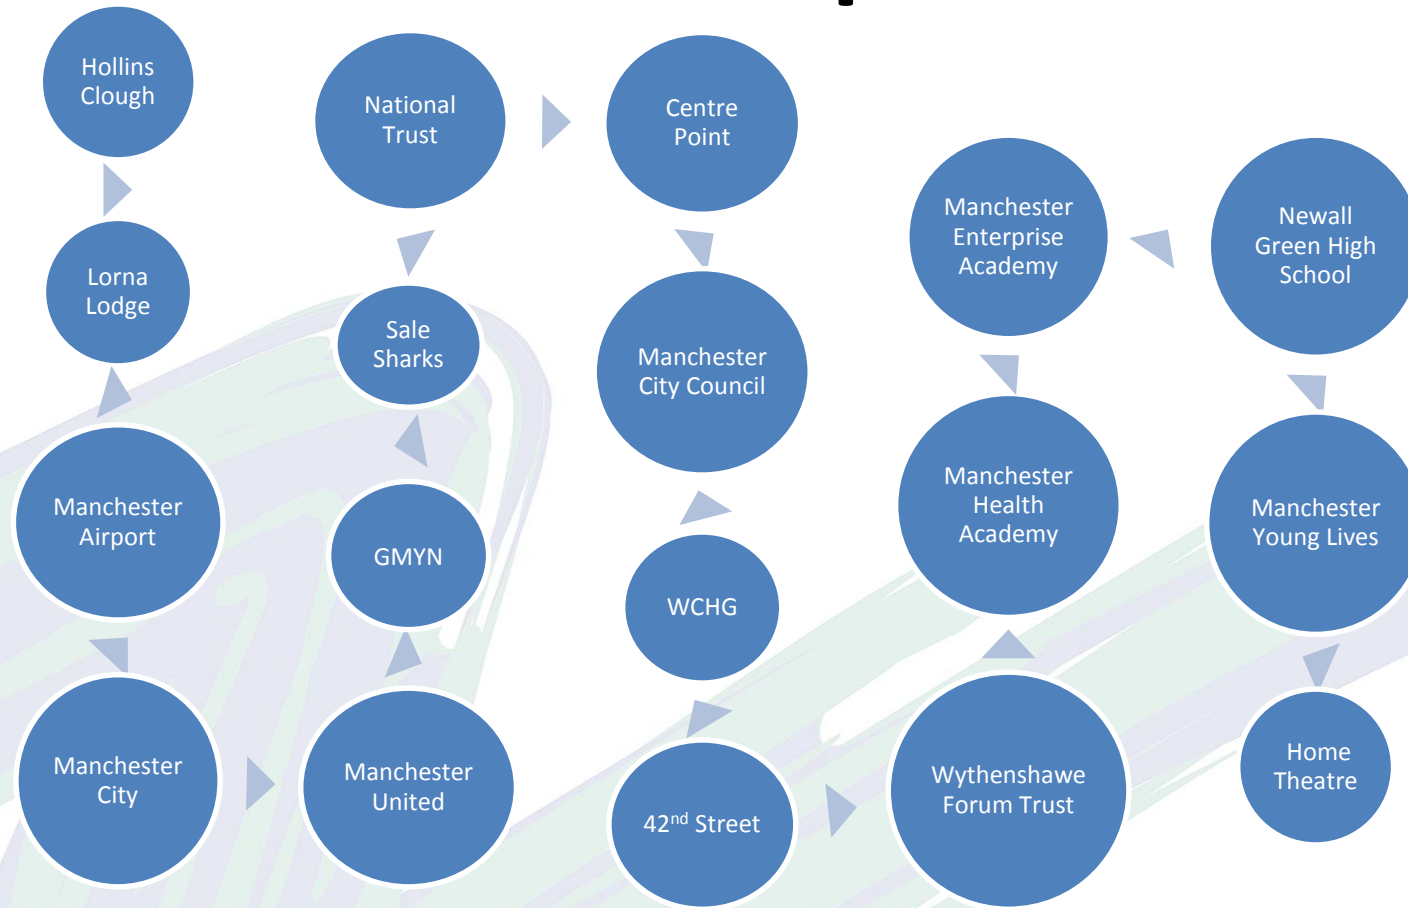 Hollins
Clough
Lorna
Lodge
Manchester
Airport
Manchester
City
Manchester
United
GMYN
Sale
Sharks
National
Trust
Centre
Point
Manchester
City Council
WCHG
42nd Street
Wythenshawe
Forum Trust
Manchester
Health
Academy
Manchester
Enterprise
Academy
Newall
Green High
School
Manchester
Young Lives
Home
Theatre